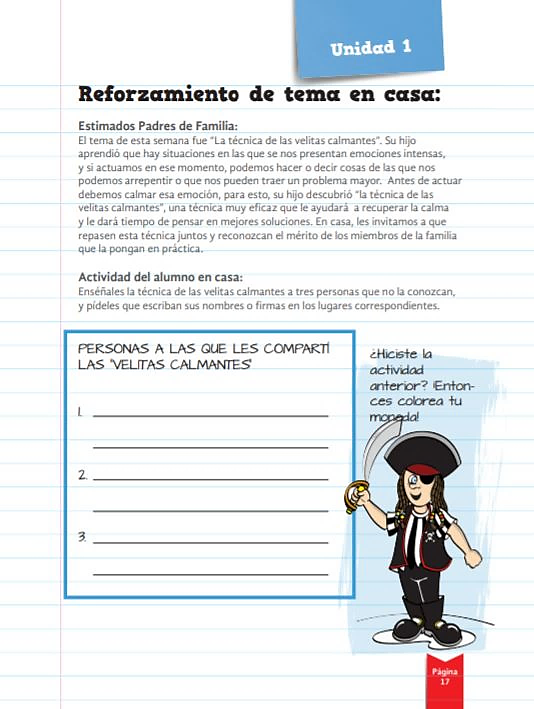 Unidad 1
Reforzamiento de tema en casa:
Estimados Padres de Familia:
El tema de esta semana fue "La técnica de las velitas calmantes". Su hijo
aprendió que hay situaciones en las que se nos presentan emociones intensas,
y si actuamos en ese momento, podemos hacer o decir cosas de las que nos
podemos arrepentir o que nos pueden traer un problema mayor. Antes de actuar
debemos calmar esa emoción, para esto, su hijo descubrió "la técnica de las
velitas calmantes", una técnica muy eficaz que le ayudará a recuperar la calma
y le dará tiempo de pensar en mejores soluciones. En casa, les invitamos a que
repasen esta técnica juntos y reconozcan el mérito de los miembros de la familia
que la pongan en práctica.
Actividad del alumno en casa:
Enséñales la técnica de las velitas calmantes a tres personas que no la conozcan,
y pídeles que escriban sus nombres o firmas en los lugares correspondientes.
PERSONAS A LAS QUE LES COMPARTÍ
LAS "VELITAS CALMANTES"
1.
2.
3.
¿Hiciste la
actividad
anterior? ¡Enton-
ces colorea tu
moneda!
Página
17